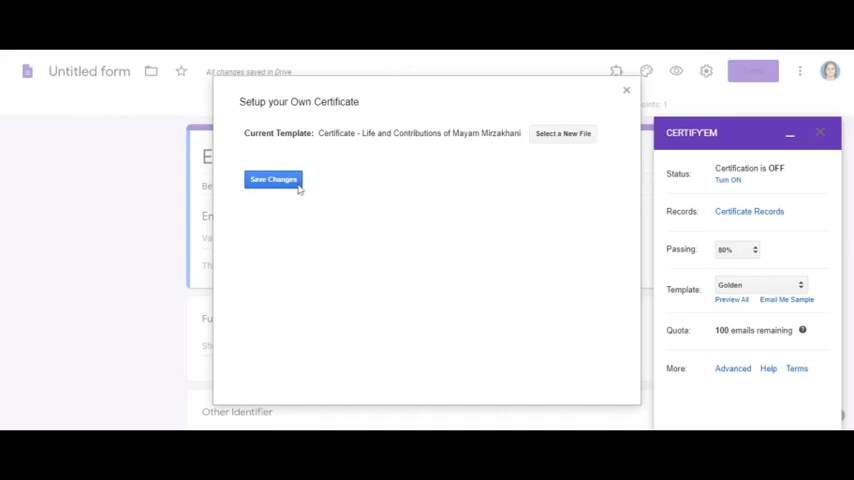 Untitled form
All changes saved in Drive
Setup your Own Certificate
Current Template: Certificate - Life and Contributions of Mayam Mirzakhani
Select a New File
Save Changes
CERTIFY'EM
Status:
Certification is OFF
Turn ON
Records:
Certificate Records
Passing:
80%
Template:
Golden
Preview All
Email Me Sample
Quota:
100 emails remaining
More:
Advanced
Help
Terms
Other Identifier